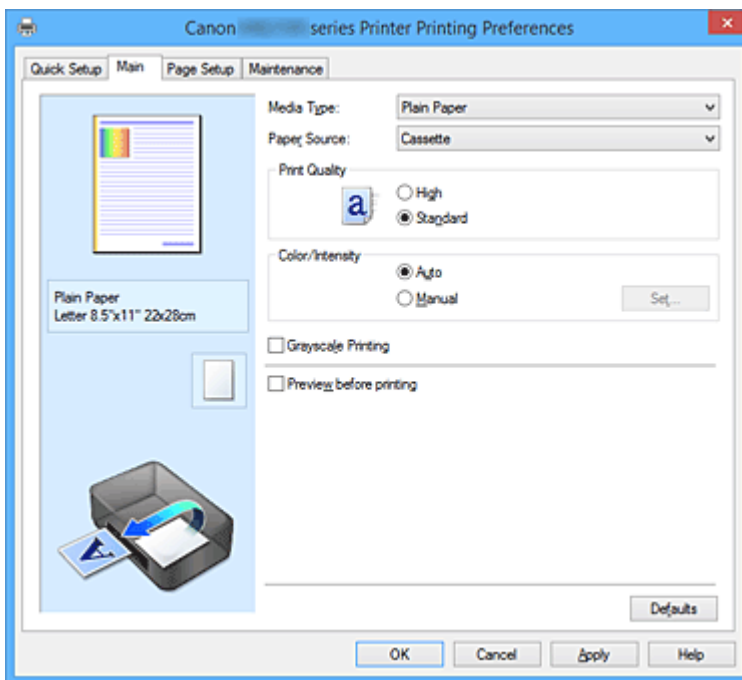 Canon series Printer Printing Preferences
Quick Setup Main Page Setup Maintenance
Media Type: Plain Paper
Paper Source: Cassette
Print Quality
a
High
Standard
Color/Intensity
Auto
Manual
Set...
Plain Paper
Letter 8.5"x11" 22x28cm
Grayscale Printing
Preview before printing
A
Defaults
OK Cancel Apply Help